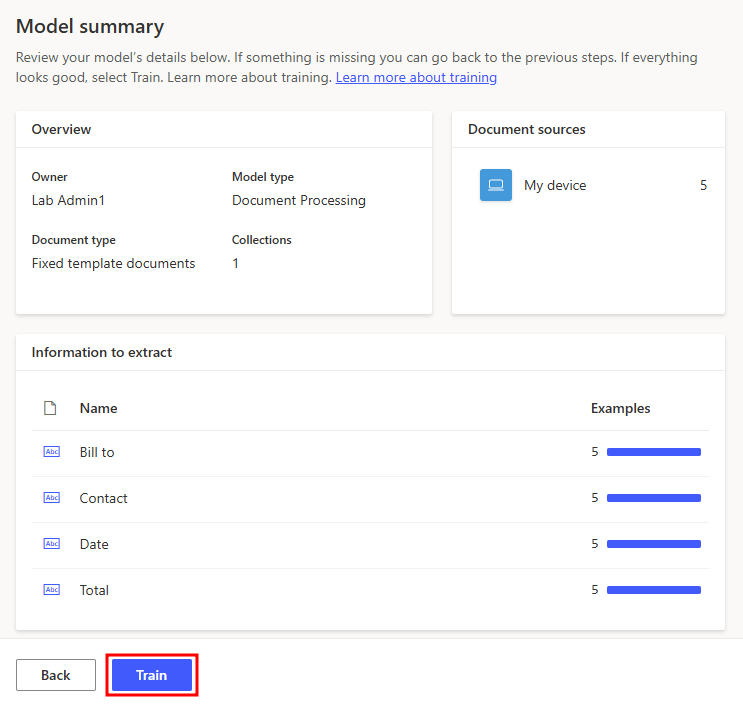 Model summary
Review your model's details below. If something is missing you can go back to the previous steps. If everything
looks good, select Train. Learn more about training. Learn more about training
Overview
Owner
Model type
Lab Admin1
Document Processing
Document type
Collections
Fixed template documents
1
Document sources
My device 5
Information to extract
Name Examples
Abc Bill to 5
Abc Contact 5
Abc Date 5
Abc Total 5
Back
Train